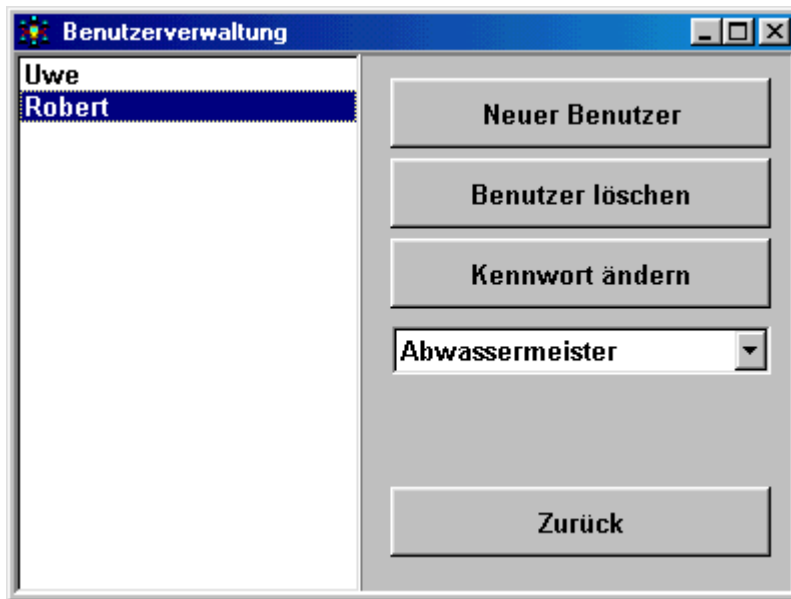 Benutzerverwaltung
Uwe
Robert
Neuer Benutzer
Benutzer löschen
Kennwort ändern
Abwassermeister
Zurück